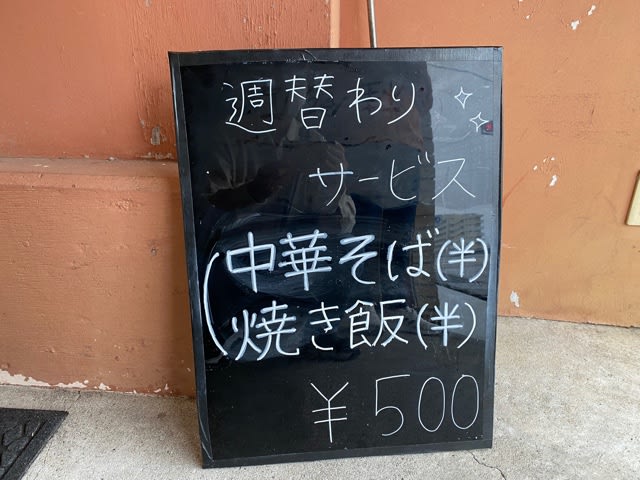 週替わり
サービス
中華そば(半)
焼き飯(半)
¥500